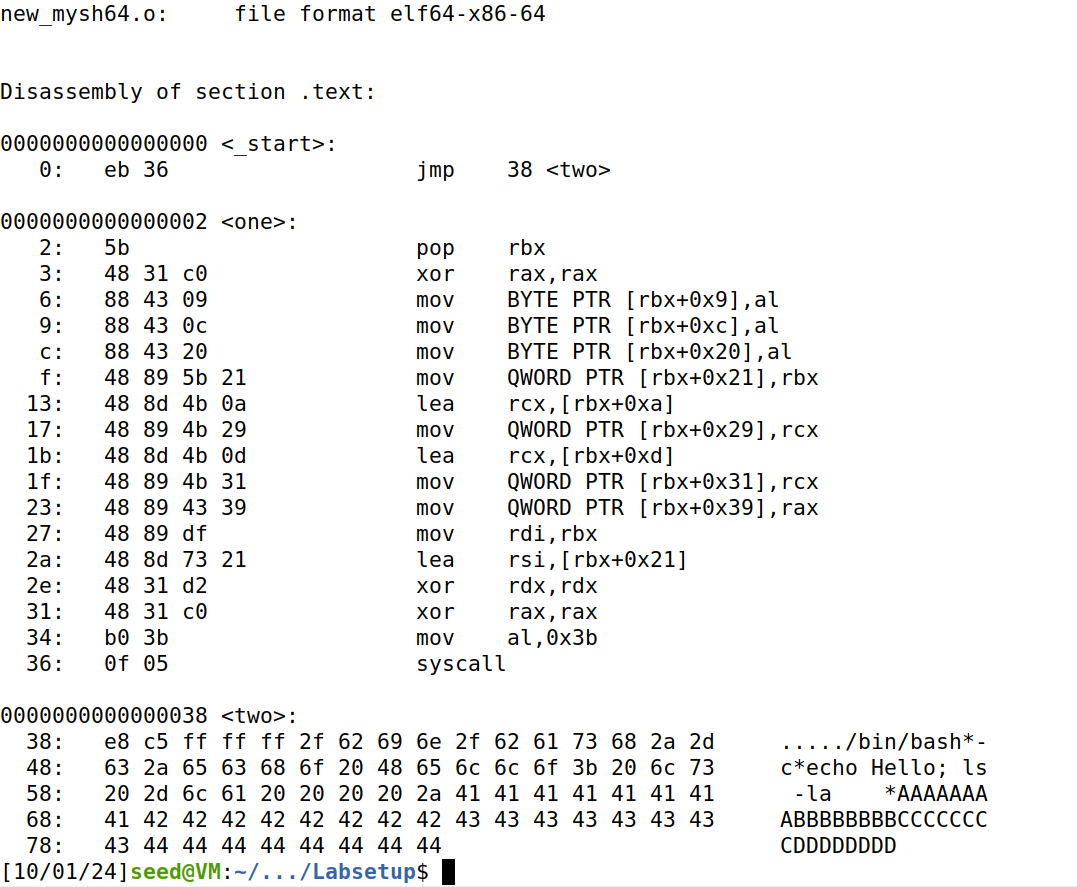 new_mysh64.o:     file format elf64-x86-64
Disassembly of section .text:
0000000000000000 <_start>:
   0:   eb 36                   jmp    38 <two>
0000000000000002 <one>:
   2:   5b                      pop    rbx
   3:   48 31 c0                xor    rax,rax
   6:   88 43 09                mov    BYTE PTR [rbx+0x9],al
   9:   88 43 0c                mov    BYTE PTR [rbx+0xc],al
   c:   88 43 20                mov    BYTE PTR [rbx+0x20],al
   f:   48 89 5b 21             mov    QWORD PTR [rbx+0x21],rbx
  13:   48 8d 4b 0a             lea    rcx,[rbx+0xa]
  17:   48 89 4b 29             mov    QWORD PTR [rbx+0x29],rcx
  1b:   48 8d 4b 0d             lea    rcx,[rbx+0xd]
  1f:   48 89 4b 31             mov    QWORD PTR [rbx+0x31],rcx
  23:   48 89 43 39             mov    QWORD PTR [rbx+0x39],rax
  27:   48 89 df                mov    rdi,rbx
  2a:   48 8d 73 21             lea    rsi,[rbx+0x21]
  2e:   48 31 d2                xor    rdx,rdx
  31:   48 31 c0                xor    rax,rax
  34:   b0 3b                   mov    al,0x3b
  36:   0f 05                   syscall
0000000000000038 <two>:
  38:   e8 c5 ff ff ff 2f 62 69 6e 2f 62 61 73 68 2a 2d     ...../bin/bash*-
  48:   63 2a 65 63 68 6f 20 48 65 6c 6c 6f 3b 20 6c 73     c*echo Hello; ls
  58:   20 2d 6c 61 20 20 20 20 2a 41 41 41 41 41 41 41      -la    *AAAAAAA
  68:   41 42 42 42 42 42 42 42 42 43 43 43 43 43 43 43     ABBBBBBBBCCCCCCC
  78:   43 44 44 44 44 44 44 44 44                          CDDDDDDDD
[10/01/24]seed@VM:~/.../Labsetup$